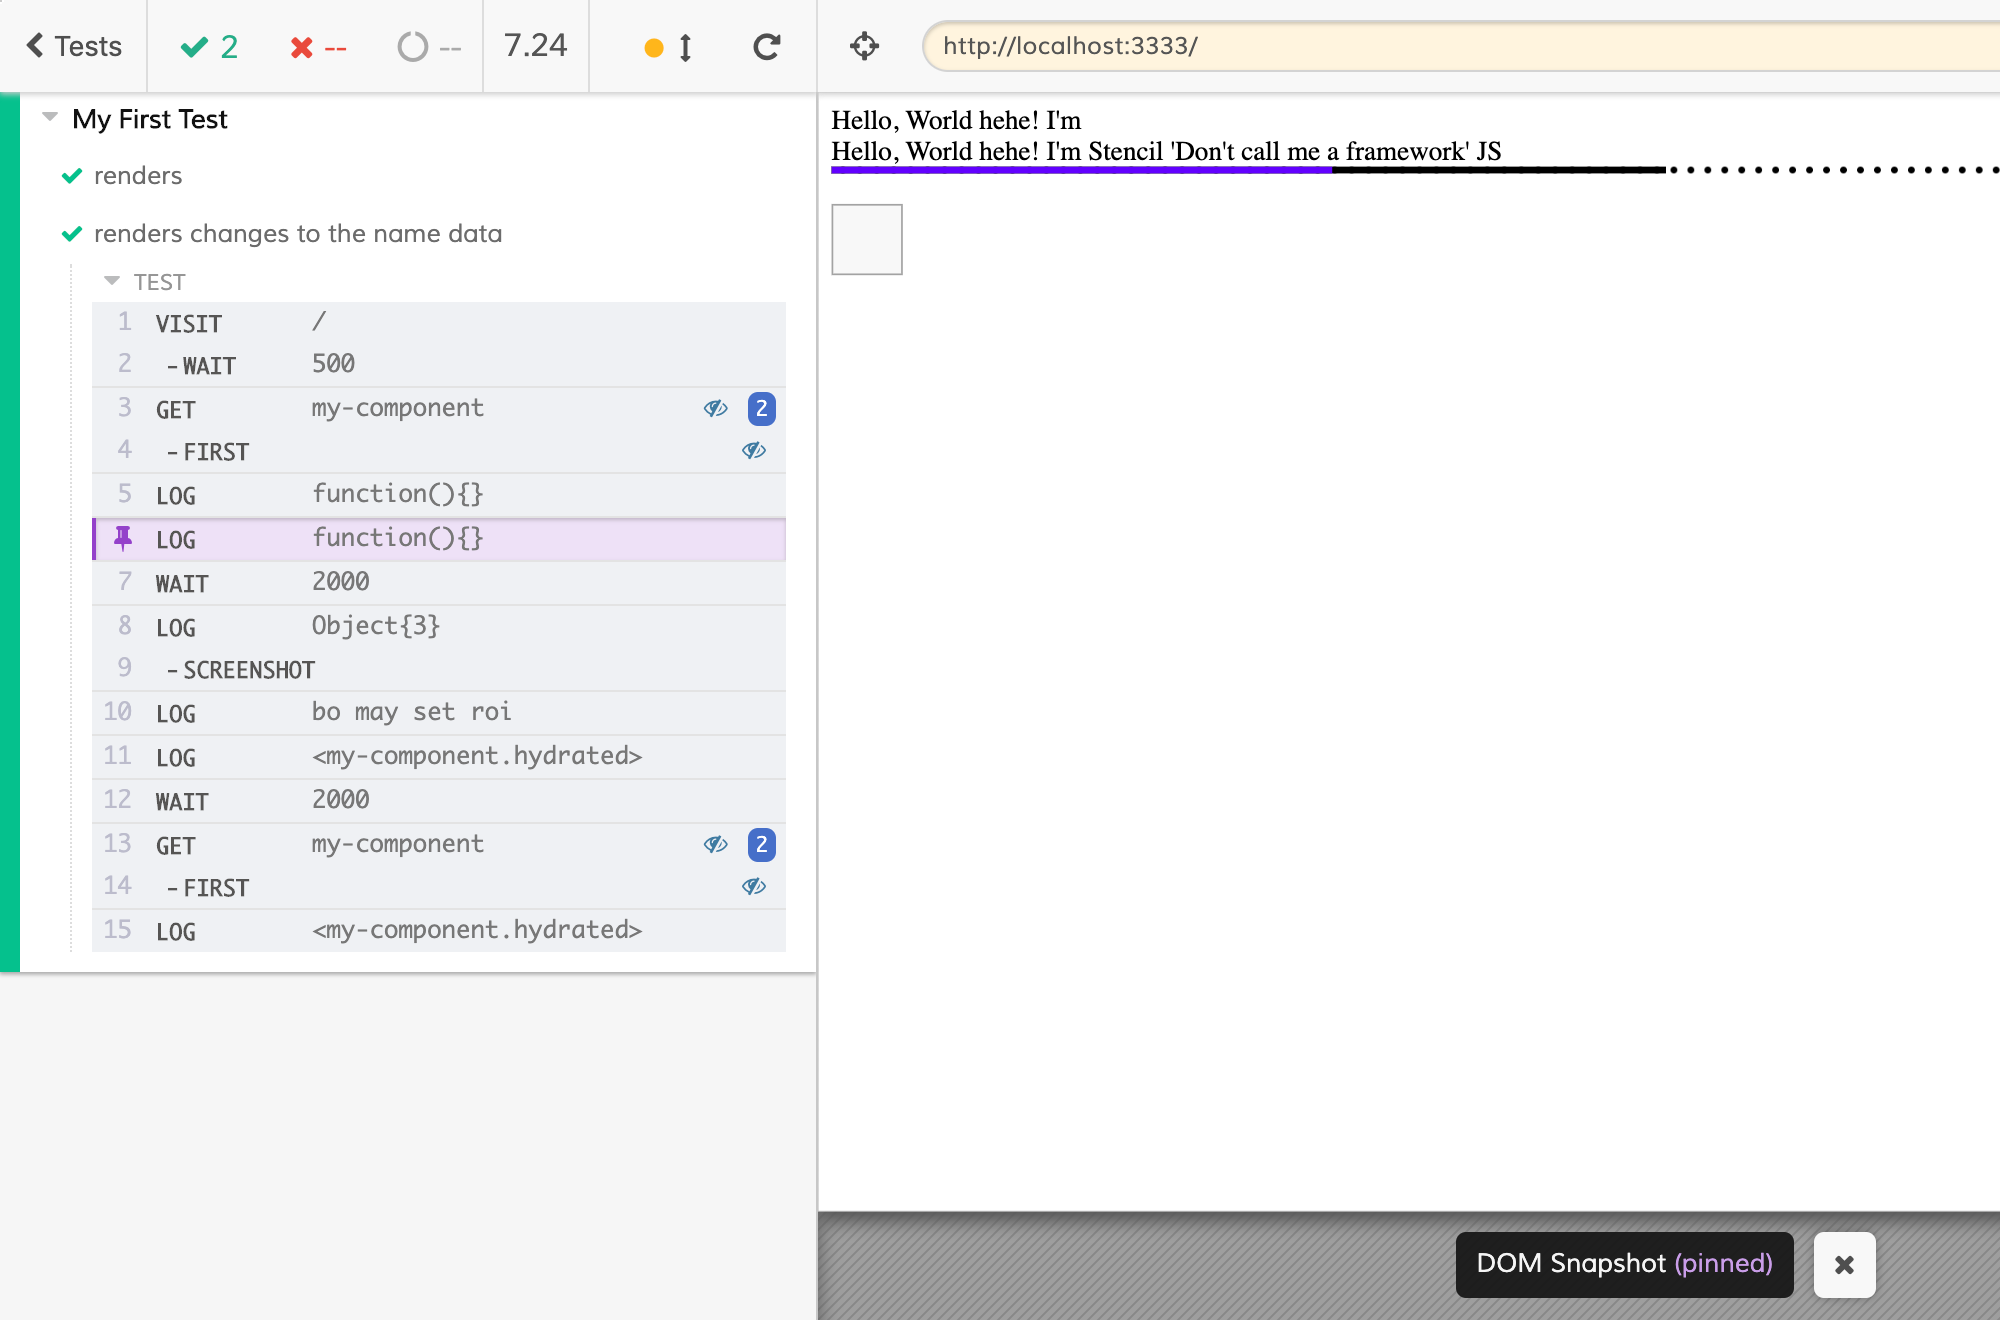 Tests 2 -- -- 7.24 http://localhost:3333/
My First Test
renders
renders changes to the name data
TEST
1 VISIT /
2 -WAIT 500
3 GET my-component 2
4 -FIRST
5 LOG function(){}
LOG function(){}
7 WAIT 2000
8 LOG Object{3}
9 -SCREENSHOT
10 LOG bo may set roi
11 LOG <my-component.hydrated>
12 WAIT 2000
13 GET my-component 2
14 -FIRST
15 LOG <my-component.hydrated>
Hello, World hehe! I'm
Hello, World hehe! I'm Stencil 'Don't call me a framework' JS
DOM Snapshot (pinned)